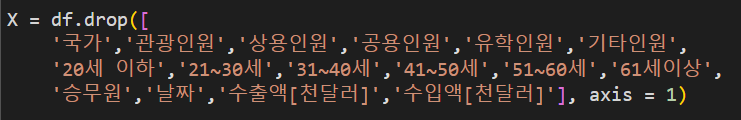 X = df.drop([
'국가','관광인원','상용인원','공용인원','유학인원','기타인원',
'20세 이하','21~30세','31~40세','41~50세','51~60세','61세이상',
'승무원','날짜','수출액[천달러]','수입액[천달러]'], axis = 1)